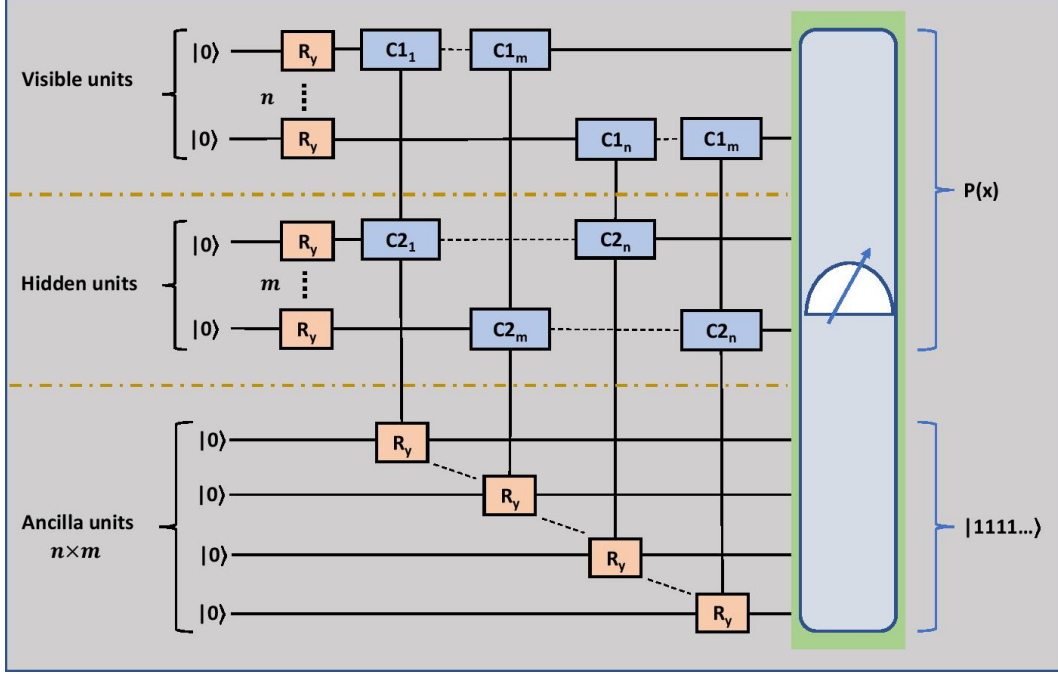 |0⟩ R_y C1_1 C1_m
Visible units
n
|0⟩ R_y C1_n C1_m
P(x)
|0⟩ R_y C2_1 C2_n
Hidden units
m
|0⟩ R_y C2_m C2_n
|0⟩ R_y
|0⟩ R_y
Ancilla units
n×m
|1111...⟩
|0⟩ R_y
|0⟩ R_y